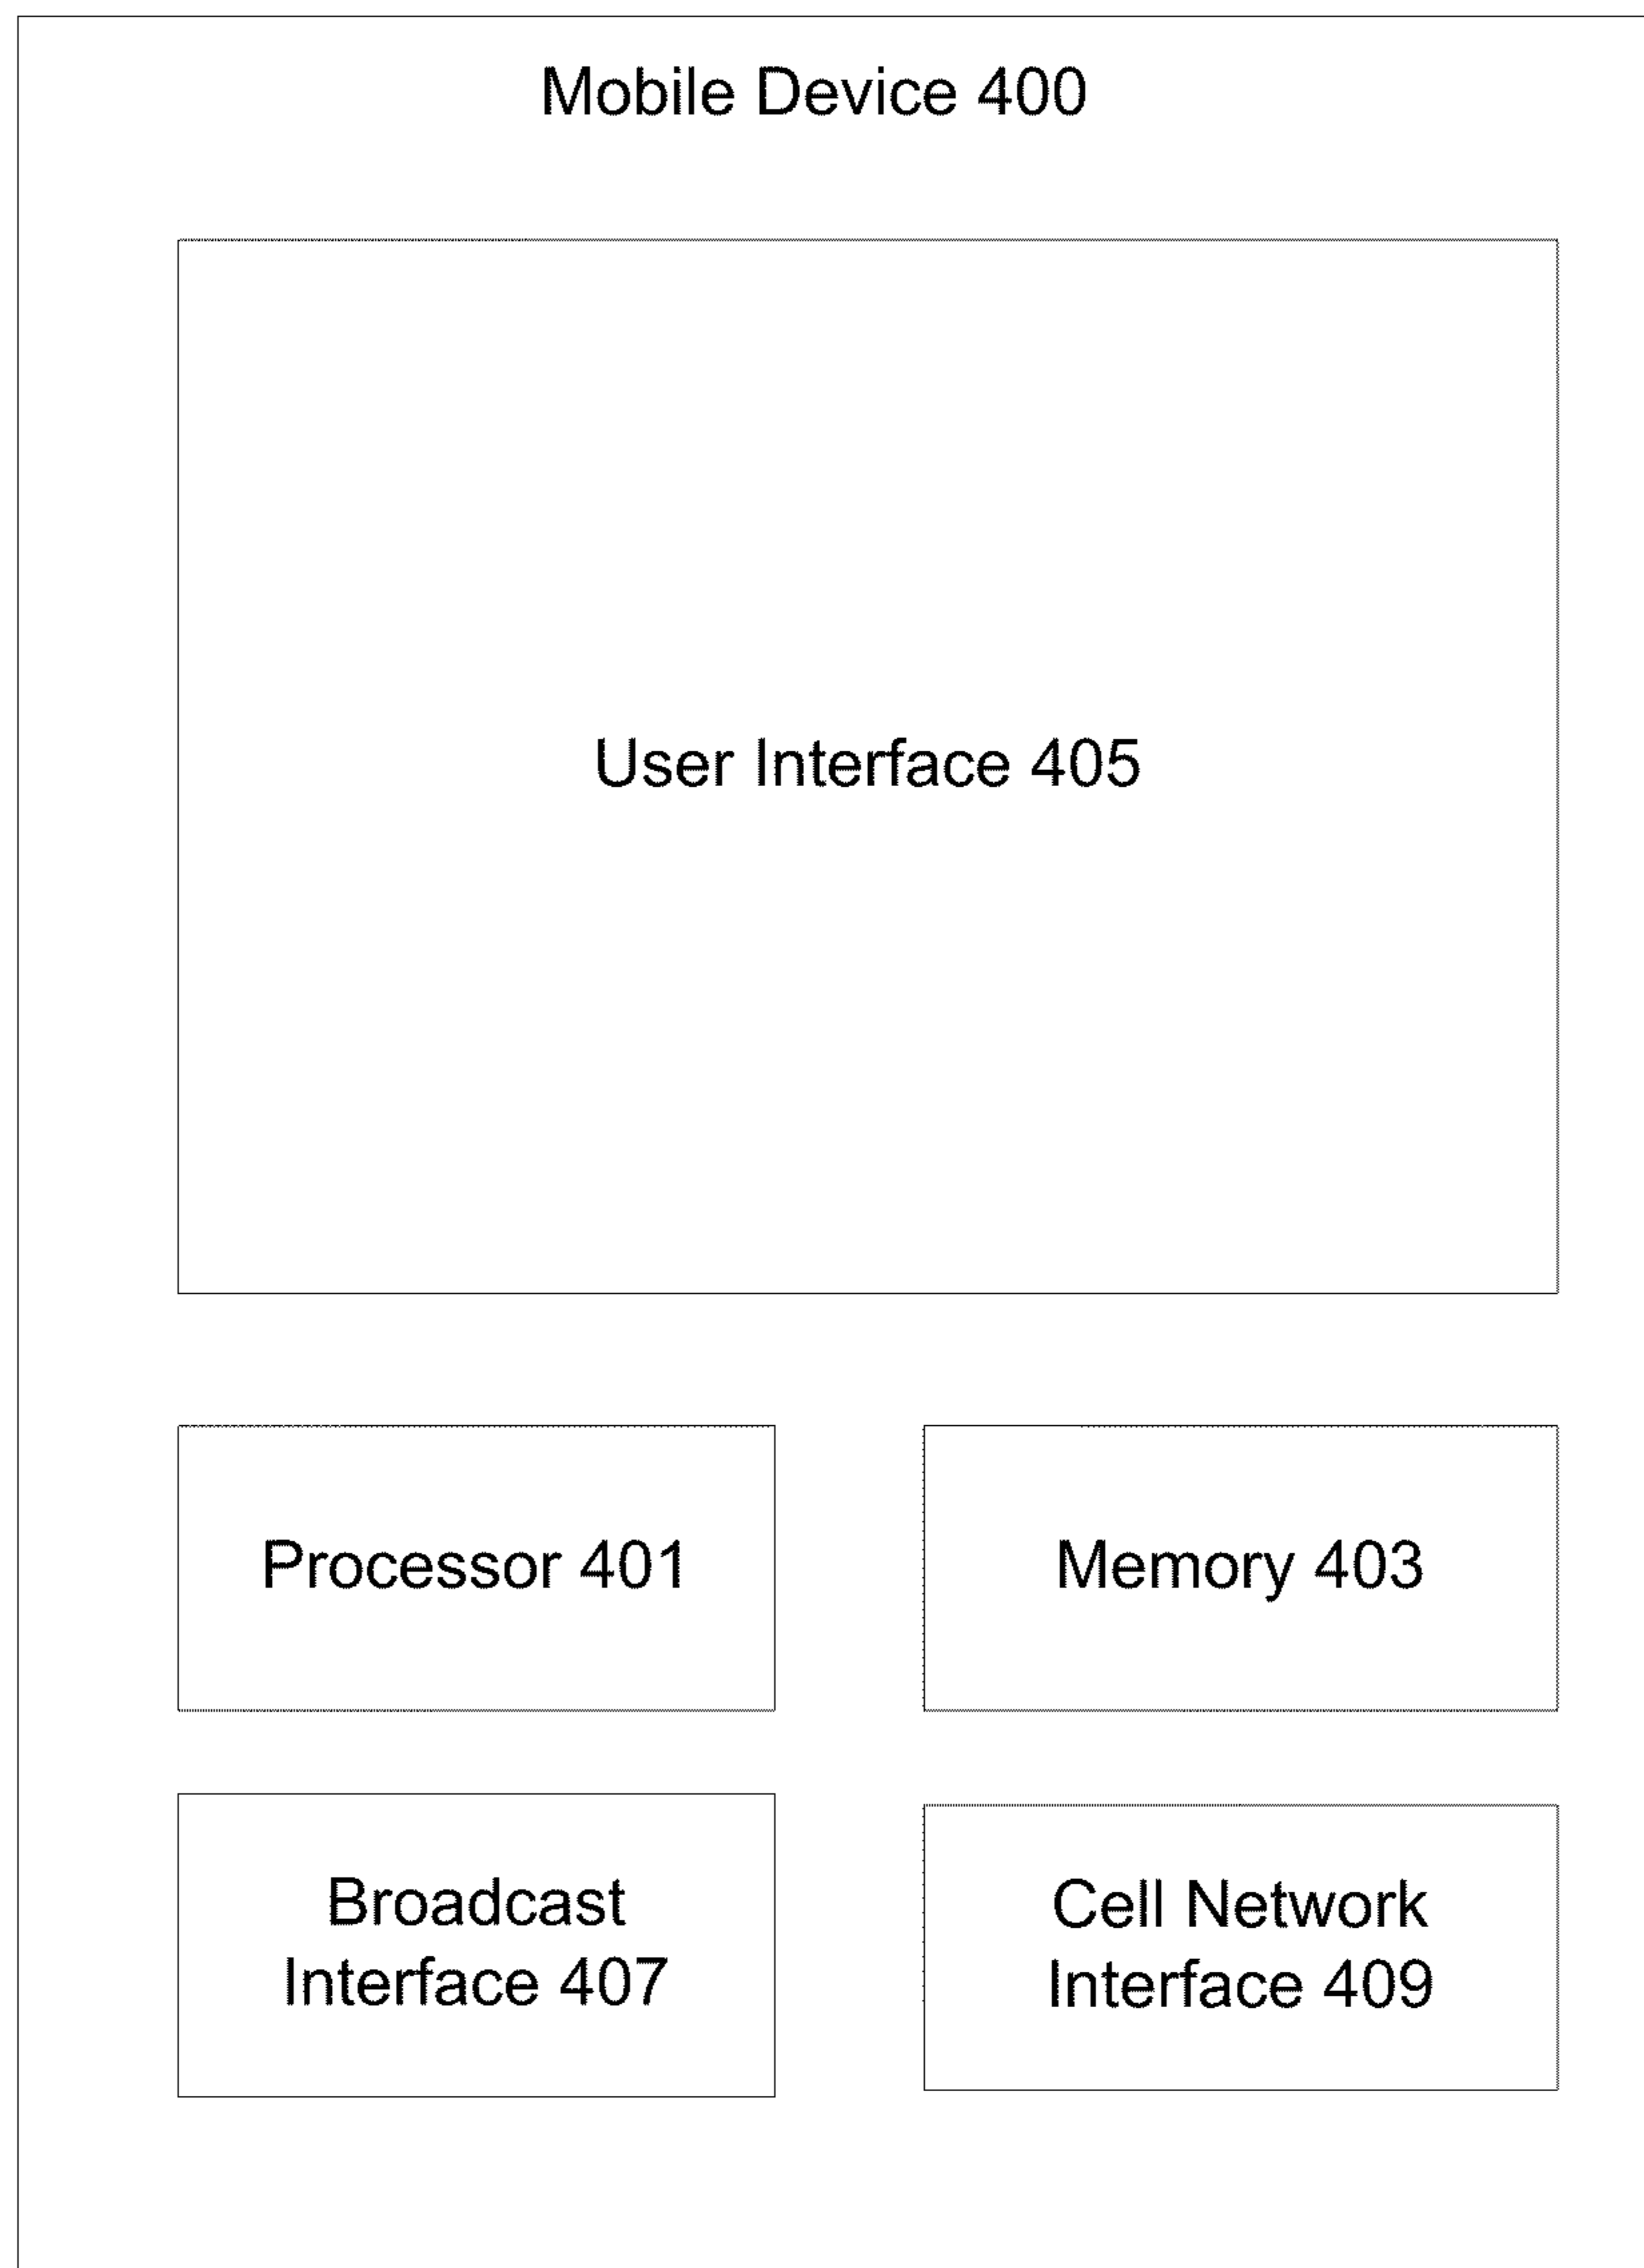 Mobile Device 400
User Interface 405
Processor 401
Memory 403
Broadcast
Interface 407
Cell Network
Interface 409